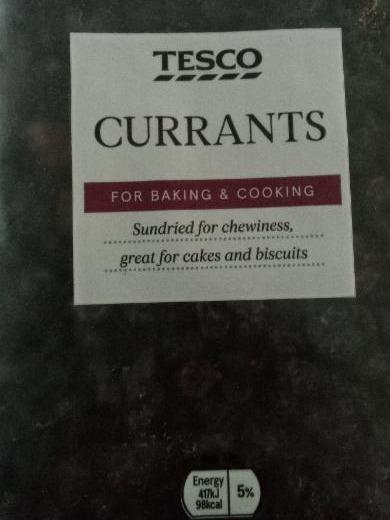 TESCO
CURRANTS
FOR BAKING & COOKING
Sundried for chewiness,
great for cakes and biscuits
Energy
417kJ
98kcal
5%